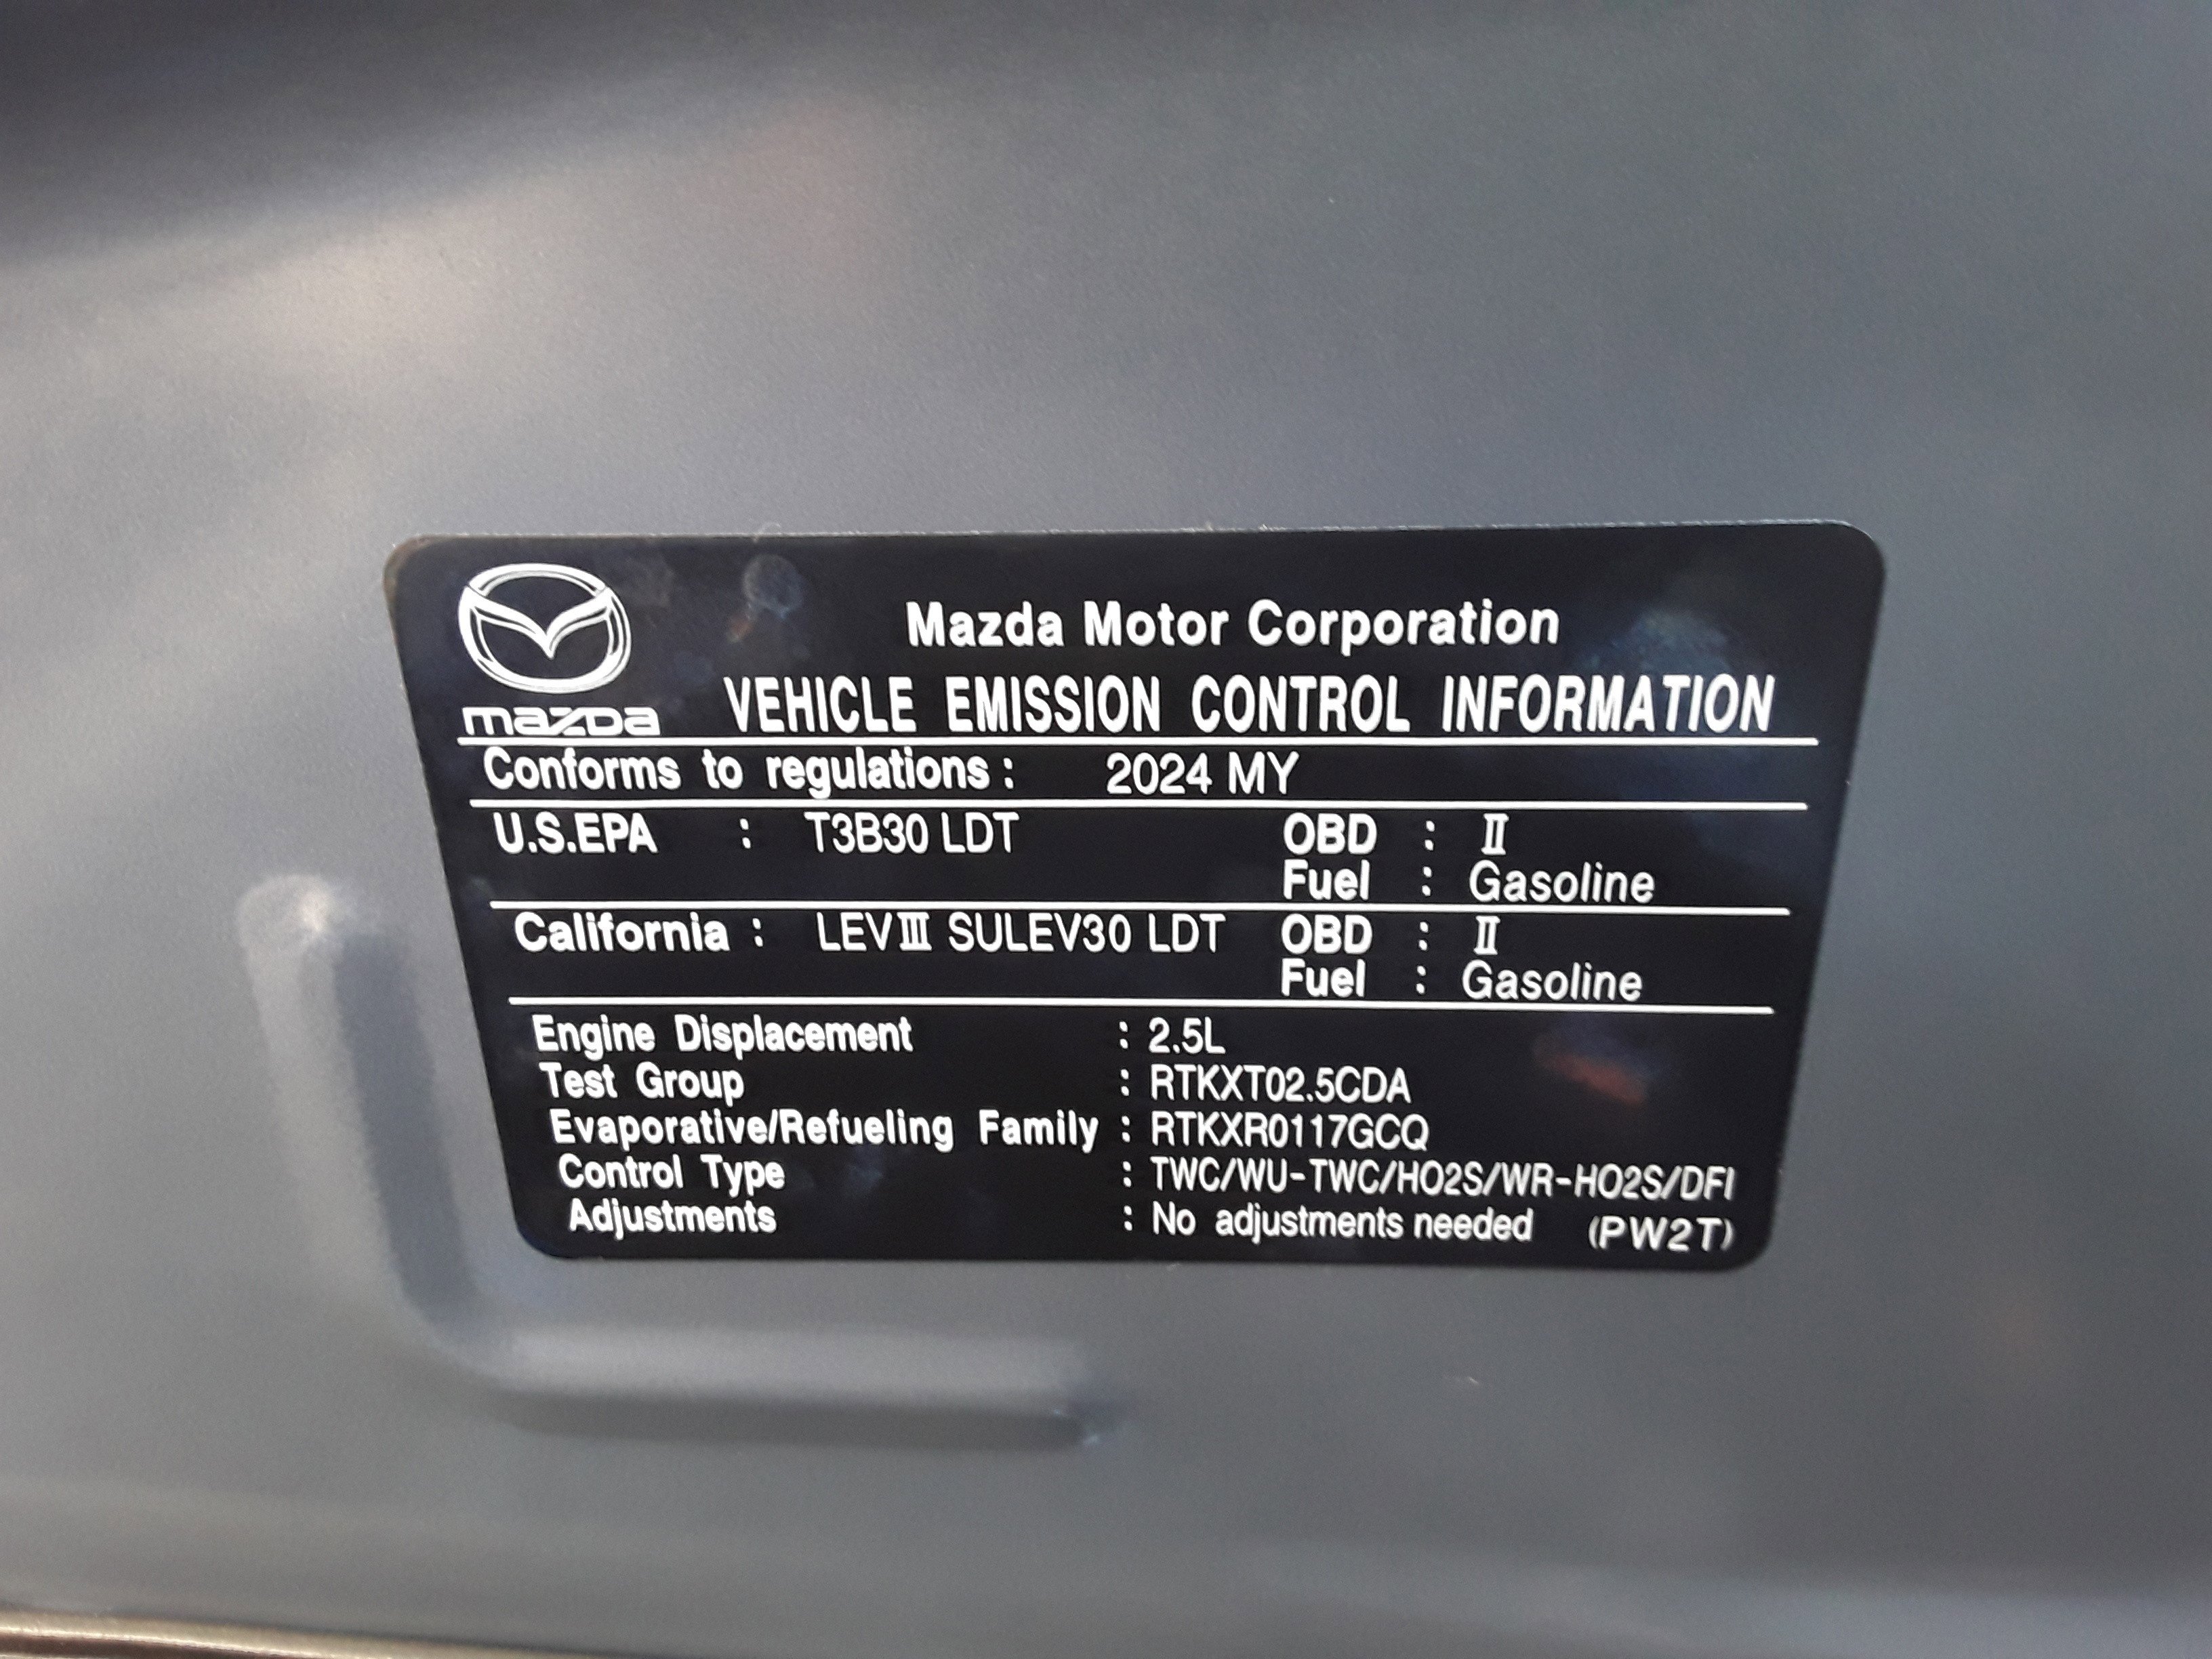 Mazda Motor Corporation
mazda VEHICLE EMISSION CONTROL INFORMATION
Conforms to regulations : 2024 MY
U.S.EPA : T3B30 LDT OBD : II
Fuel : Gasoline
California : LEVIII SULEV30 LDT OBD : II
Fuel : Gasoline
Engine Displacement : 2.5L
Test Group : RTKXT02.5CDA
Evaporative/Refueling Family : RTKXR0117GCQ
Control Type : TWC/WU-TWC/HO2S/WR-HO2S/DFI
Adjustments : No adjustments needed (PW2T)